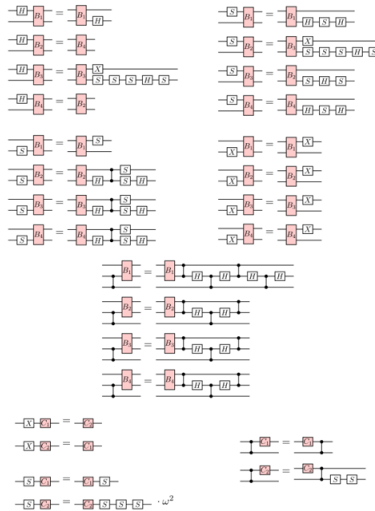 H B₁ = B₁ H
H B₂ = B₄
H B₃ = B₃ X S S S H S
H B₄ = B₂
S B₁ = B₁ H S H
S B₂ = B₃ X S S S H S
S B₃ = B₂ S H S
S B₄ = B₄ H S H
S B₁ = B₁ S
S B₂ = B₂ H S S H
S B₃ = B₃ H S S H
S B₄ = B₄ H S S H
X B₁ = B₁ X
X B₂ = B₂ X
X B₃ = B₃ X
X B₄ = B₄ X
B₁ = B₁ H H H H
B₂ = B₂ H H
B₃ = B₃ H H
B₄ = B₄ H H
X C₁ = C₂
X C₂ = C₁
S C₁ = C₁ S
S C₂ = C₂ S S S · ω²
C₁ = C₁
C₂ = C₂ S S